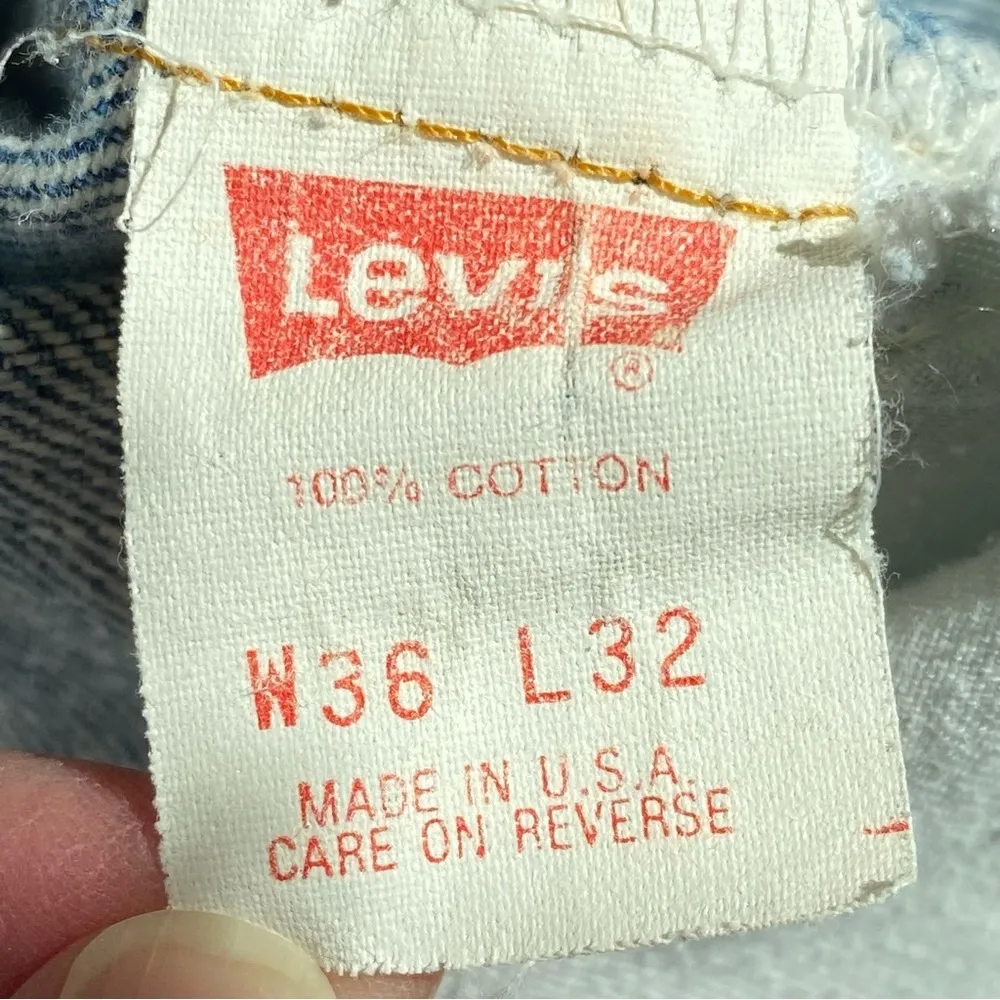 Levi's
®
100% COTTON
W36 L32
MADE IN U.S.A.
CARE ON REVERSE